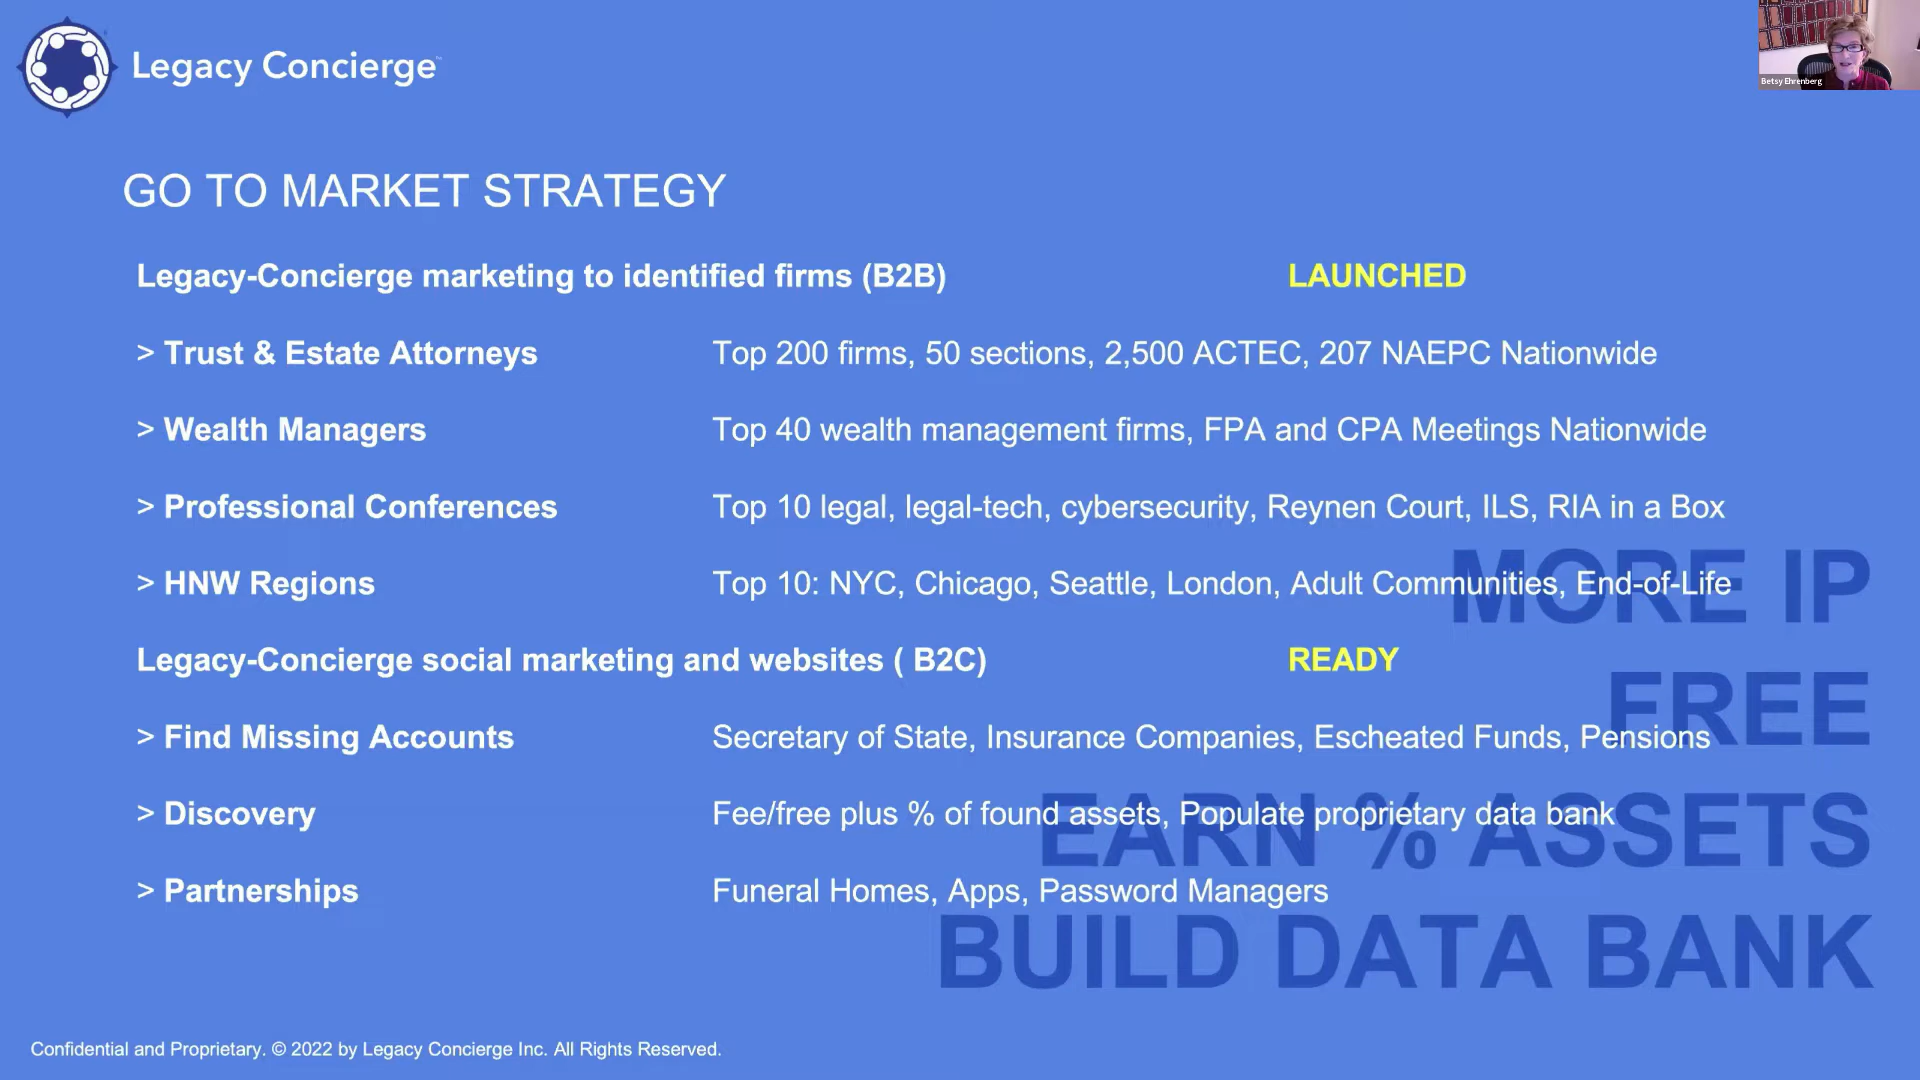 Legacy Concierge
Betsy Ehrenberg
GO TO MARKET STRATEGY
Legacy-Concierge marketing to identified firms (B2B) LAUNCHED
> Trust & Estate Attorneys Top 200 firms, 50 sections, 2,500 ACTEC, 207 NAEPC Nationwide
> Wealth Managers Top 40 wealth management firms, FPA and CPA Meetings Nationwide
> Professional Conferences Top 10 legal, legal-tech, cybersecurity, Reynen Court, ILS, RIA in a Box
> HNW Regions Top 10: NYC, Chicago, Seattle, London, Adult Communities, End-of-Life
MORE IP
Legacy-Concierge social marketing and websites ( B2C) READY
FREE
> Find Missing Accounts Secretary of State, Insurance Companies, Escheated Funds, Pensions
> Discovery Fee/free plus % of found assets, Populate proprietary data bank
EARN % ASSETS
> Partnerships Funeral Homes, Apps, Password Managers
BUILD DATA BANK
Confidential and Proprietary. © 2022 by Legacy Concierge Inc. All Rights Reserved.